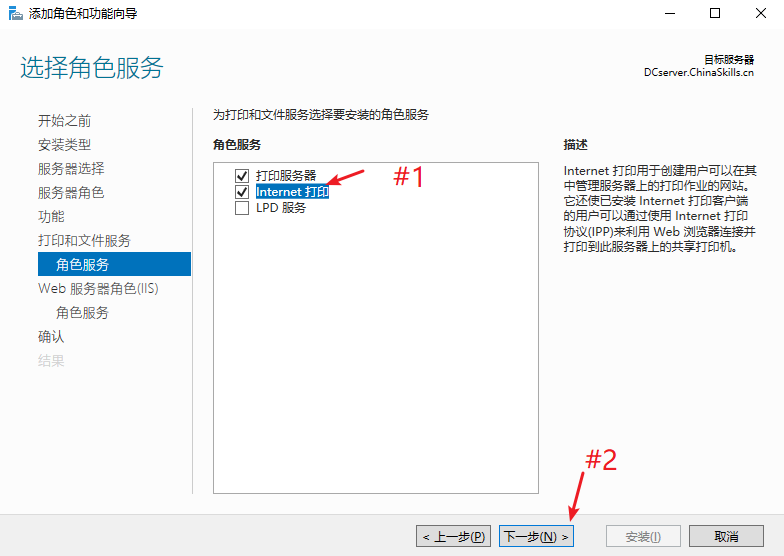 添加角色和功能向导
选择角色服务
目标服务器
DCserver.ChinaSkills.cn
开始之前
安装类型
服务器选择
服务器角色
功能
打印和文件服务
角色服务
Web 服务器角色(IIS)
角色服务
确认
结果
为打印和文件服务选择要安装的角色服务
角色服务
打印服务器
Internet 打印
LPD 服务
#1
描述
Internet 打印用于创建用户可以在其
中管理服务器上的打印作业的网站。
它还使已安装 Internet 打印客户端
的用户可以通过使用 Internet 打印
协议(IPP)来利用 Web 浏览器连接并
打印到此服务器上的共享打印机。
#2
< 上一步(P)
下一步(N) >
安装(I)
取消